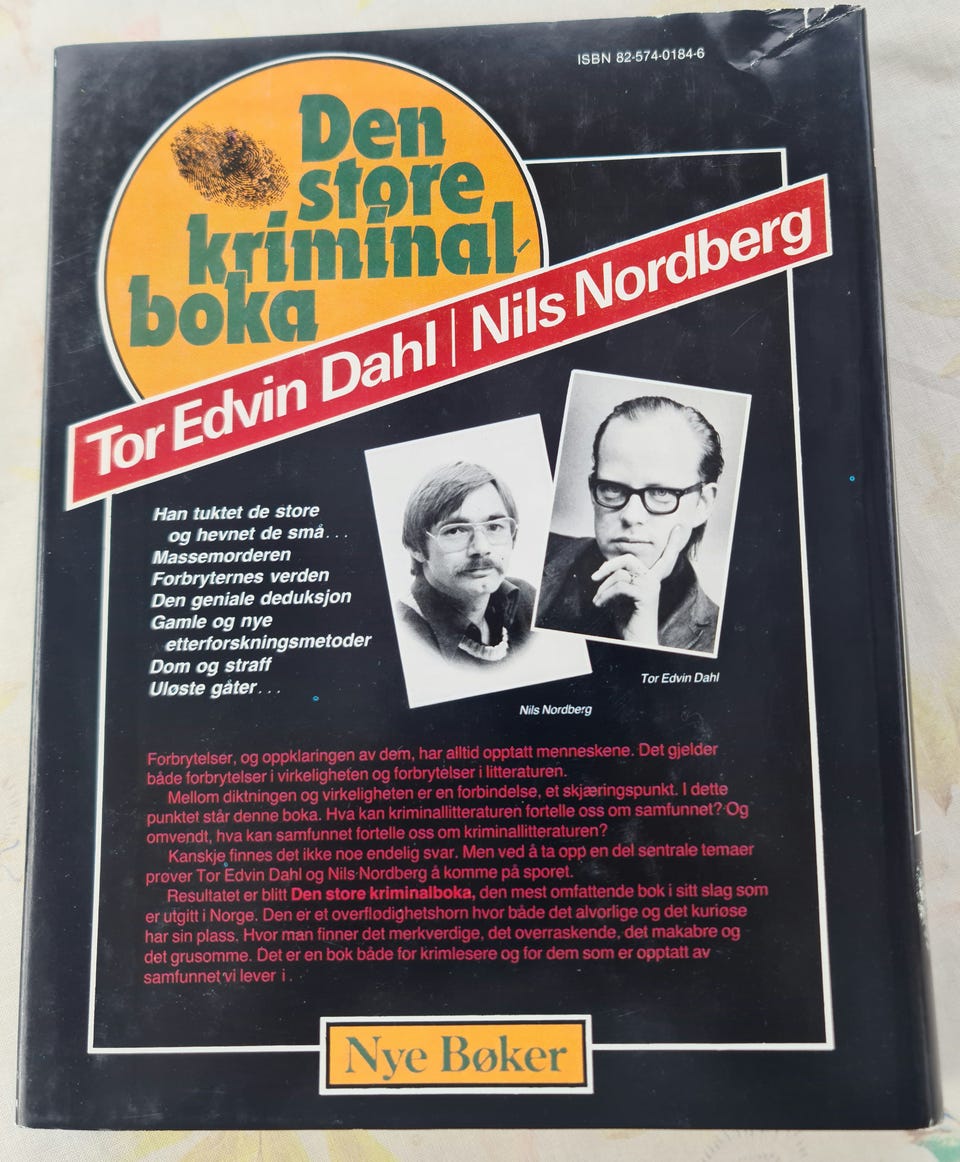 ISBN 82-574-0184-6
Den
store
kriminal-
boka
Tor Edvin Dahl | Nils Nordberg
Han tuktet de store
og hevnet de små...
Massemorderen
Forbryternes verden
Den geniale deduksjon
Gamle og nye
etterforskningsmetoder
Dom og straff
Uløste gåter...
Tor Edvin Dahl
Nils Nordberg
Forbrytelser, og oppklaringen av dem, har alltid opptatt menneskene. Det gjelder
både forbrytelser i virkeligheten og forbrytelser i litteraturen.
Mellom diktningen og virkeligheten er en forbindelse, et skjæringspunkt. I dette
punktet står denne boka. Hva kan kriminallitteraturen fortelle oss om samfunnet? Og
omvendt, hva kan samfunnet fortelle oss om kriminallitteraturen?
Kanskje finnes det ikke noe endelig svar. Men ved å ta opp en del sentrale temaer
prøver Tor Edvin Dahl og Nils Nordberg å komme på sporet.
Resultatet er blitt Den store kriminalboka, den mest omfattende bok i sitt slag som
er utgitt i Norge. Den er et overflødighetshorn hvor både det alvorlige og det kuriøse
har sin plass. Hvor man finner det merkverdige, det overraskende, det makabre og
det grusomme. Det er en bok både for krimlesere og for dem som er opptatt av
samfunnet vi lever i.
Nye Bøker